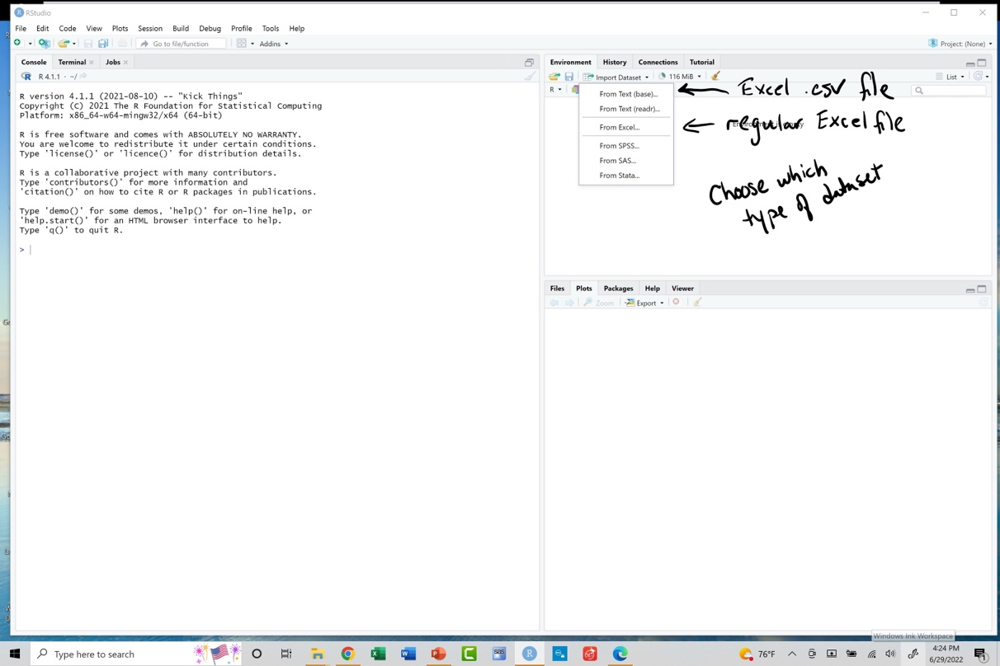 RStudio
File Edit Code View Plots Session Build Debug Profile Tools Help
Go to file/function Addins Project: (None)
Console Terminal Jobs
R 4.1.1 · ~/
R version 4.1.1 (2021-08-10) -- "Kick Things"
Copyright (C) 2021 The R Foundation for Statistical Computing
Platform: x86_64-w64-mingw32/x64 (64-bit)
R is free software and comes with ABSOLUTELY NO WARRANTY.
You are welcome to redistribute it under certain conditions.
Type 'license()' or 'licence()' for distribution details.
R is a collaborative project with many contributors.
Type 'contributors()' for more information and
'citation()' on how to cite R or R packages in publications.
Type 'demo()' for some demos, 'help()' for on-line help, or
'help.start()' for an HTML browser interface to help.
Type 'q()' to quit R.
>
Environment History Connections Tutorial
Import Dataset 116 MiB List
R
From Text (base)...
From Text (readr)...
From Excel...
From SPSS...
From SAS...
From Stata...
Excel .csv file
regular Excel file
Choose which
type of dataset
Files Plots Packages Help Viewer
Zoom Export
Windows Ink Workspace
Type here to search
76°F
4:24 PM
6/29/2022